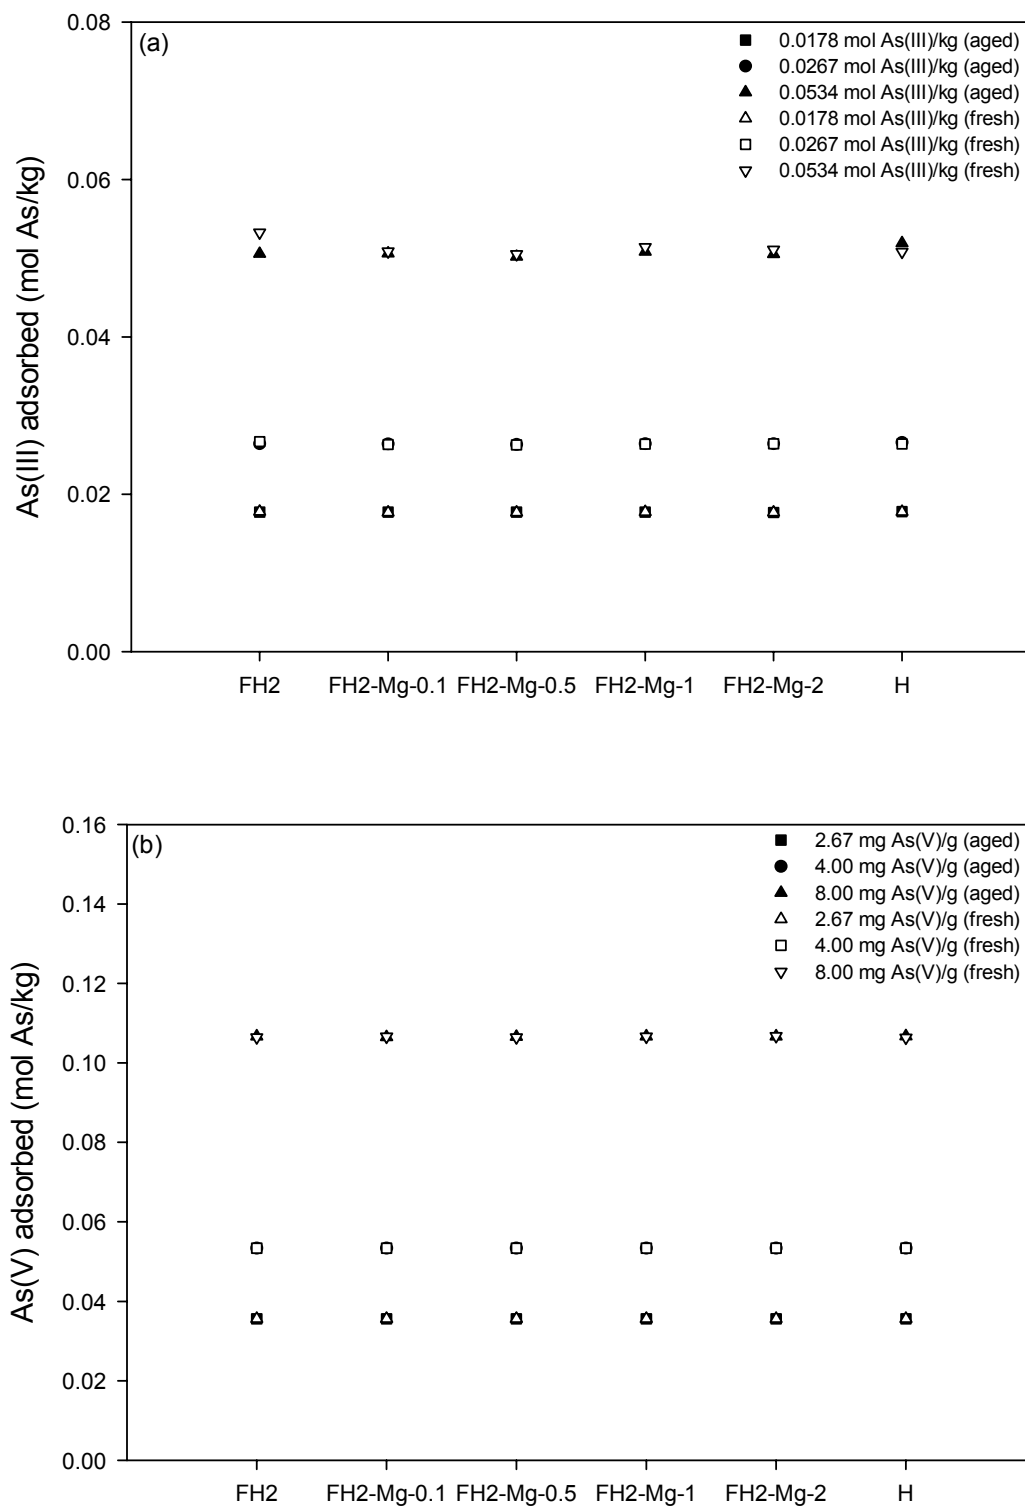 (a)
0.0178 mol As(III)/kg (aged)
0.0267 mol As(III)/kg (aged)
0.0534 mol As(III)/kg (aged)
0.0178 mol As(III)/kg (fresh)
0.0267 mol As(III)/kg (fresh)
0.0534 mol As(III)/kg (fresh)
As(III) adsorbed (mol As/kg)
0.08
0.06
0.04
0.02
0.00
FH2 FH2-Mg-0.1 FH2-Mg-0.5 FH2-Mg-1 FH2-Mg-2 H
(b)
2.67 mg As(V)/g (aged)
4.00 mg As(V)/g (aged)
8.00 mg As(V)/g (aged)
2.67 mg As(V)/g (fresh)
4.00 mg As(V)/g (fresh)
8.00 mg As(V)/g (fresh)
As(V) adsorbed (mol As/kg)
0.16
0.14
0.12
0.10
0.08
0.06
0.04
0.02
0.00
FH2 FH2-Mg-0.1 FH2-Mg-0.5 FH2-Mg-1 FH2-Mg-2 H